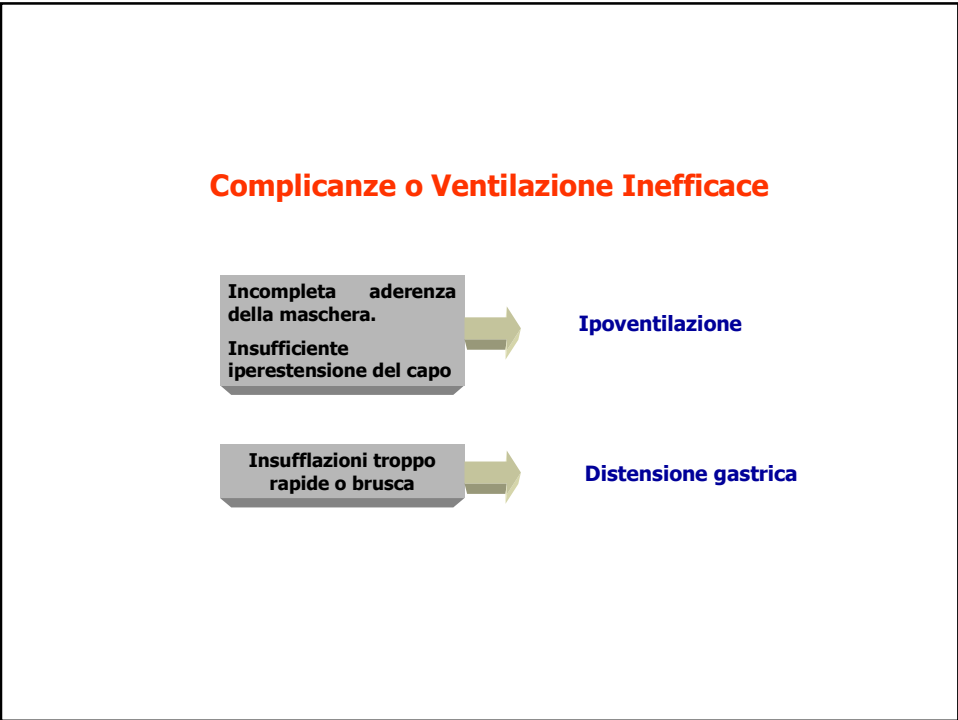 Complicanze o Ventilazione Inefficace
Incompleta aderenza
della maschera.
Insufficiente
iperestensione del capo
Ipoventilazione
Insufflazioni troppo
rapide o brusca
Distensione gastrica